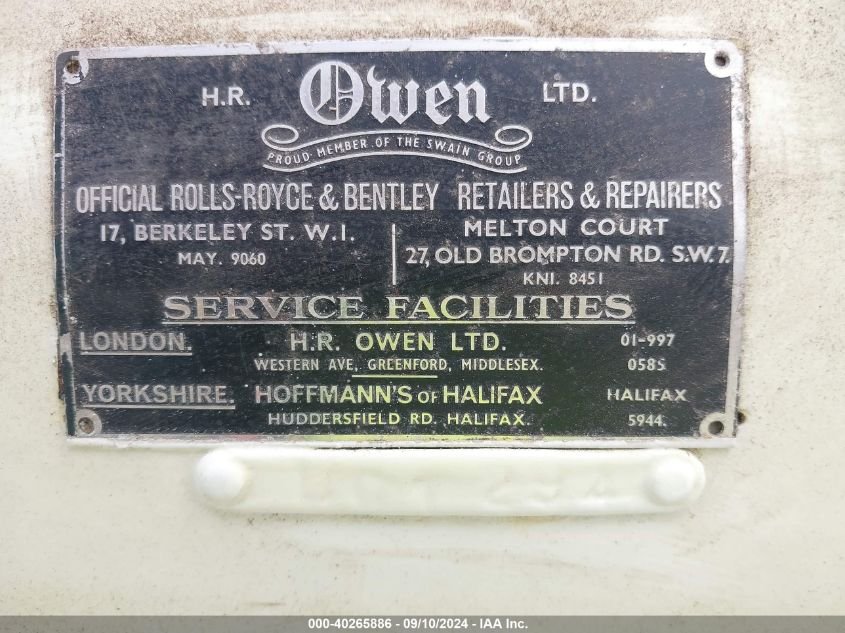 H.R. Owen LTD.
PROUD MEMBER OF THE SWAIN GROUP
OFFICIAL ROLLS-ROYCE & BENTLEY RETAILERS & REPAIRERS
17, BERKELEY ST. W.1.
MAY. 9060
MELTON COURT
27, OLD BROMPTON RD. S.W.7.
KNI. 8451
SERVICE FACILITIES
LONDON. H.R. OWEN LTD. 01-997
WESTERN AVE, GREENFORD, MIDDLESEX. 0585
YORKSHIRE. HOFFMANN'S OF HALIFAX HALIFAX
HUDDERSFIELD RD. HALIFAX. 5944.
000-40265886 - 09/10/2024 - IAA Inc.